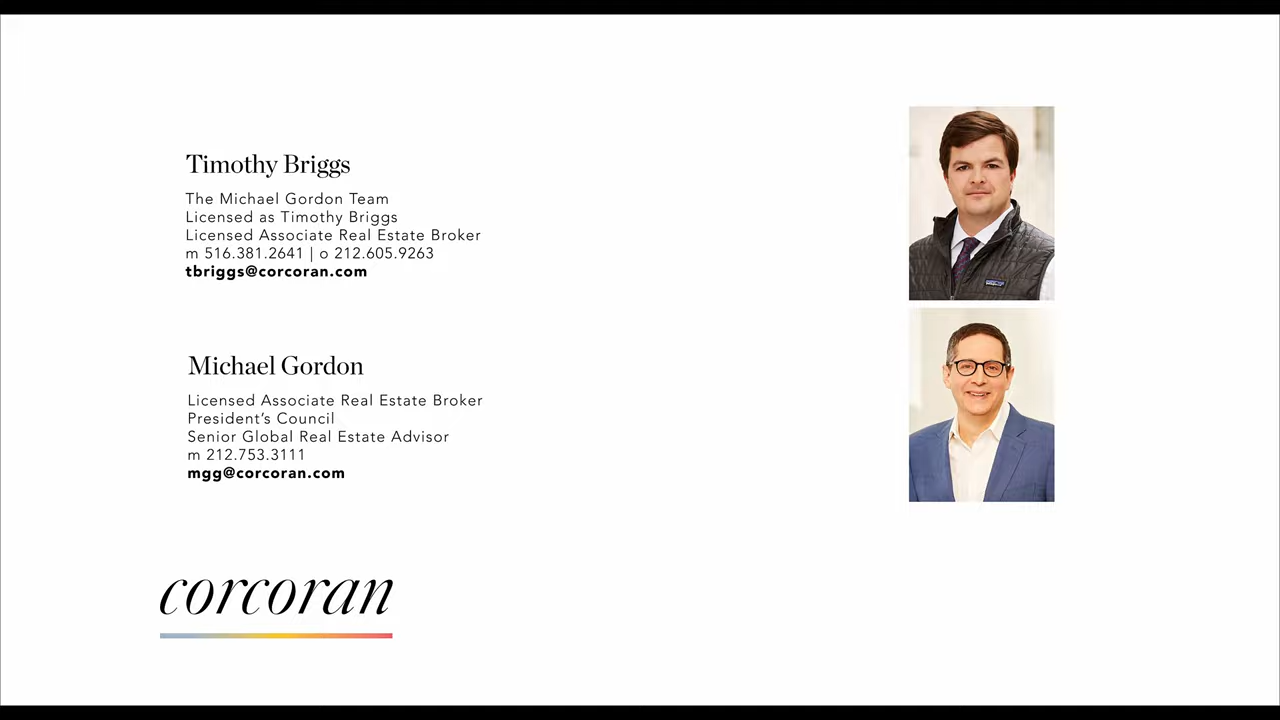 Timothy Briggs
The Michael Gordon Team
Licensed as Timothy Briggs
Licensed Associate Real Estate Broker
m 516.381.2641 | o 212.605.9263
tbriggs@corcoran.com
Michael Gordon
Licensed Associate Real Estate Broker
President’s Council
Senior Global Real Estate Advisor
m 212.753.3111
mgg@corcoran.com
corcoran